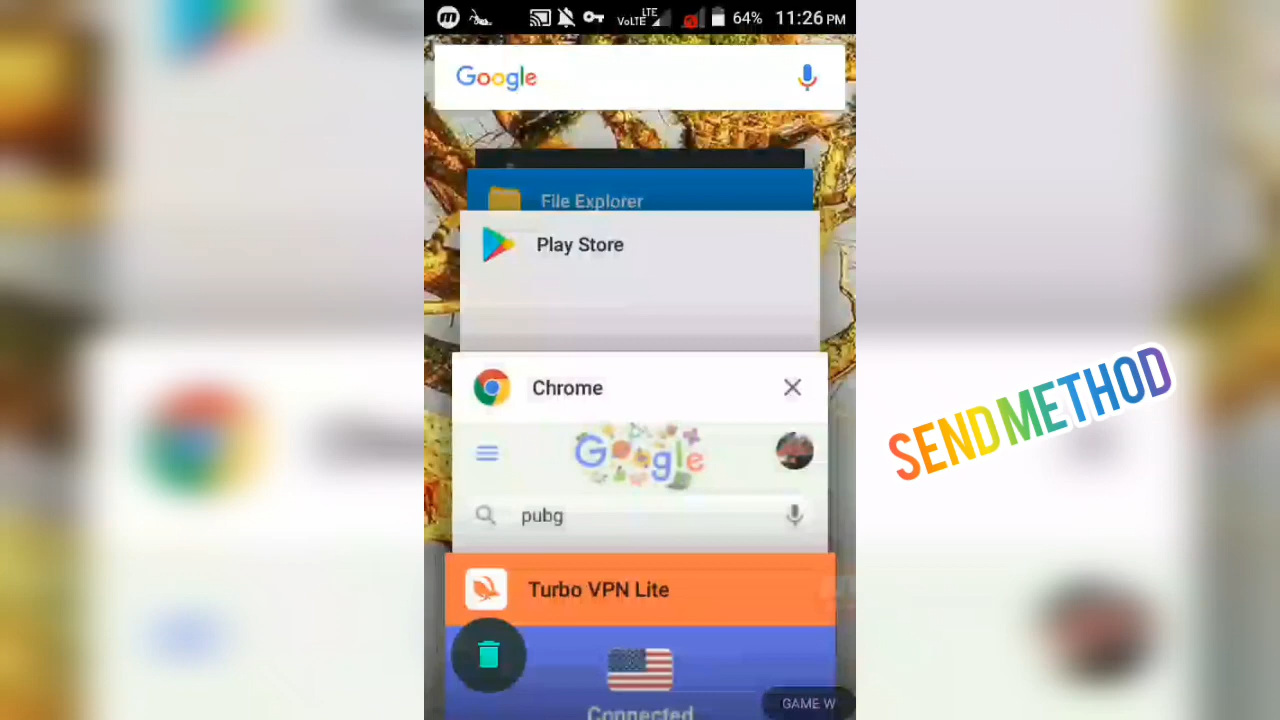 VoLTE LTE 64% 11:26 PM
Google
File Explorer
Play Store
Chrome
Google
pubg
SEND METHOD
Turbo VPN Lite
Connected
GAME W